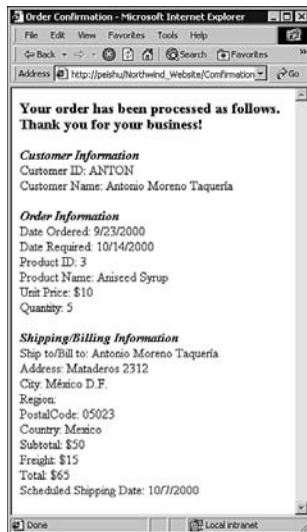 Order Confirmation - Microsoft Internet Explorer
File Edit View Favorites Tools Help
Back Search Favorites
Address http://peishu/Northwind_Website/Confirmation Go
Your order has been processed as follows.
Thank you for your business!
Customer Information
Customer ID: ANTON
Customer Name: Antonio Moreno Taquería
Order Information
Date Ordered: 9/23/2000
Date Required: 10/14/2000
Product ID: 3
Product Name: Aniseed Syrup
Unit Price: $10
Quantity: 5
Shipping/Billing Information
Ship to/Bill to: Antonio Moreno Taquería
Address: Mataderos 2312
City: México D.F.
Region:
PostalCode: 05023
Country: Mexico
Subtotal: $50
Freight: $15
Total: $65
Scheduled Shipping Date: 10/7/2000
Done Local intranet